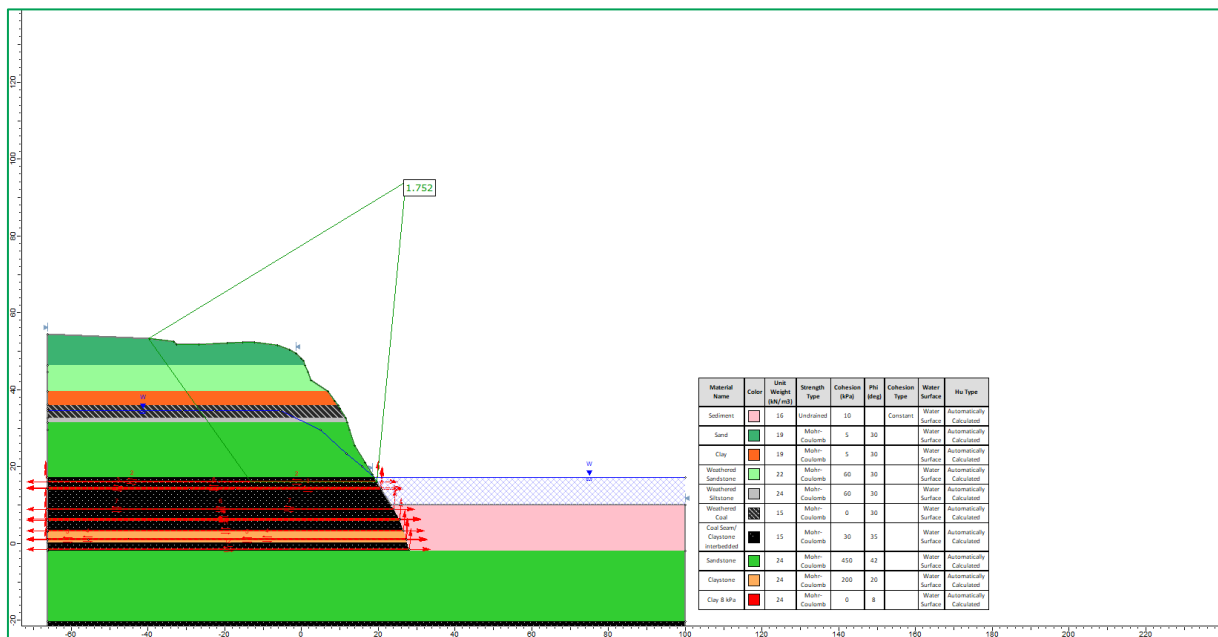 120
100
80
60
40
20
0
-20
1.752
W
W
Material Name Color Unit Weight (kN/m3) Strength Type Cohesion (kPa) Phi (deg) Cohesion Type Water Surface Hu Type
Sediment 16 Undrained 10 Constant Water Surface Automatically Calculated
Sand 19 Mohr-Coulomb 5 30 Water Surface Automatically Calculated
Clay 19 Mohr-Coulomb 5 30 Water Surface Automatically Calculated
Weathered Sandstone 22 Mohr-Coulomb 60 30 Water Surface Automatically Calculated
Weathered Siltstone 24 Mohr-Coulomb 60 30 Water Surface Automatically Calculated
Weathered Coal 15 Mohr-Coulomb 0 30 Water Surface Automatically Calculated
Coal Seam/ Claystone Interbedded 15 Mohr-Coulomb 30 35 Water Surface Automatically Calculated
Sandstone 24 Mohr-Coulomb 450 42 Water Surface Automatically Calculated
Claystone 24 Mohr-Coulomb 200 20 Water Surface Automatically Calculated
Clay 8 kPa 24 Mohr-Coulomb 0 8 Water Surface Automatically Calculated
-60 -40 -20 0 20 40 60 80 100 120 140 160 180 200 220